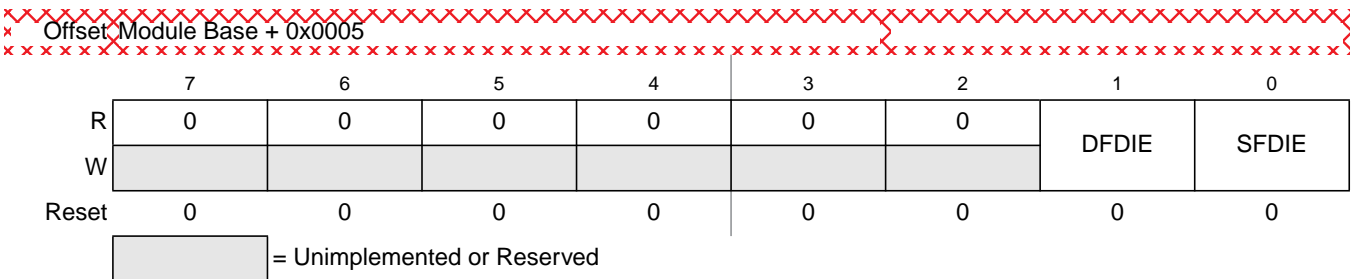 Offset Module Base + 0x0005
7 6 5 4 3 2 1 0
R 0 0 0 0 0 0 DFDIE SFDIE
W
Reset 0 0 0 0 0 0 0 0
= Unimplemented or Reserved